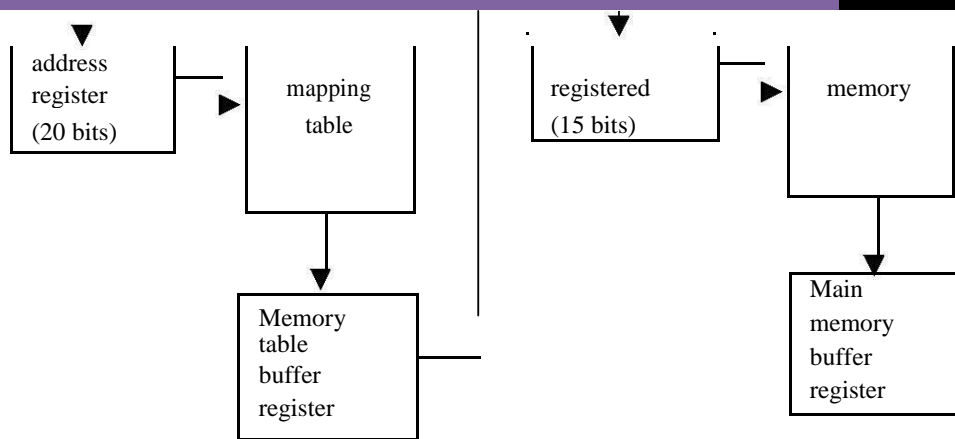 address
register
(20 bits)
mapping
table
registered
(15 bits)
memory
Memory
table
buffer
register
Main
memory
buffer
register